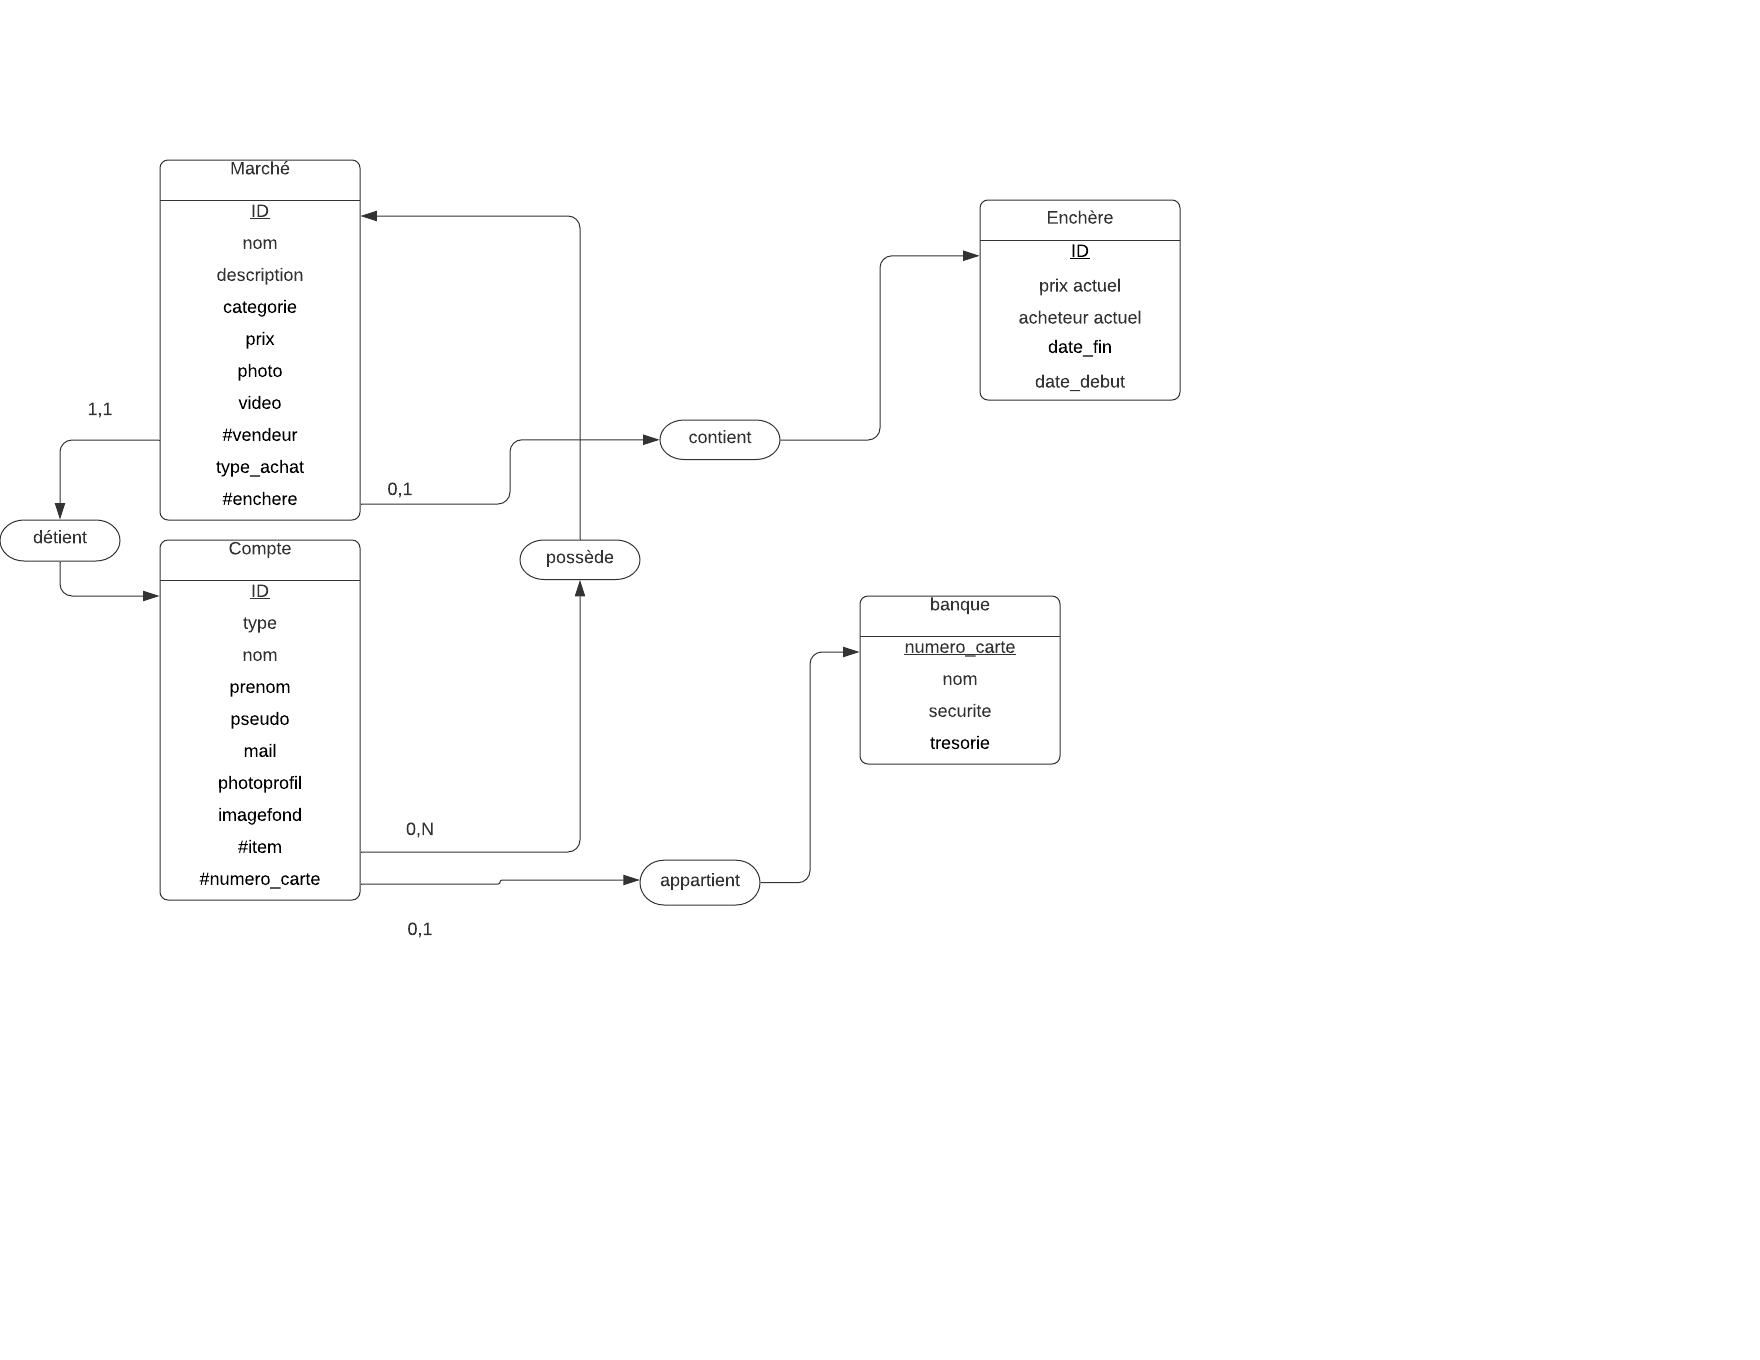 Marché
ID
nom
description
categorie
prix
photo
video
#vendeur
type_achat
#enchere
1,1
0,1
détient
contient
possède
Enchère
ID
prix actuel
acheteur actuel
date_fin
date_debut
Compte
ID
type
nom
prenom
pseudo
mail
photoprofil
imagefond
#item
#numero_carte
0,N
0,1
appartient
banque
numero_carte
nom
securite
tresorie